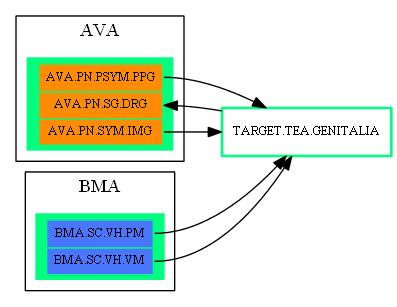 AVA
AVA.PN.PSYM.PPG
AVA.PN.SG.DRG
AVA.PN.SYM.IMG
TARGET.TEA.GENITALIA
BMA
BMA.SC.VH.PM
BMA.SC.VH.VM